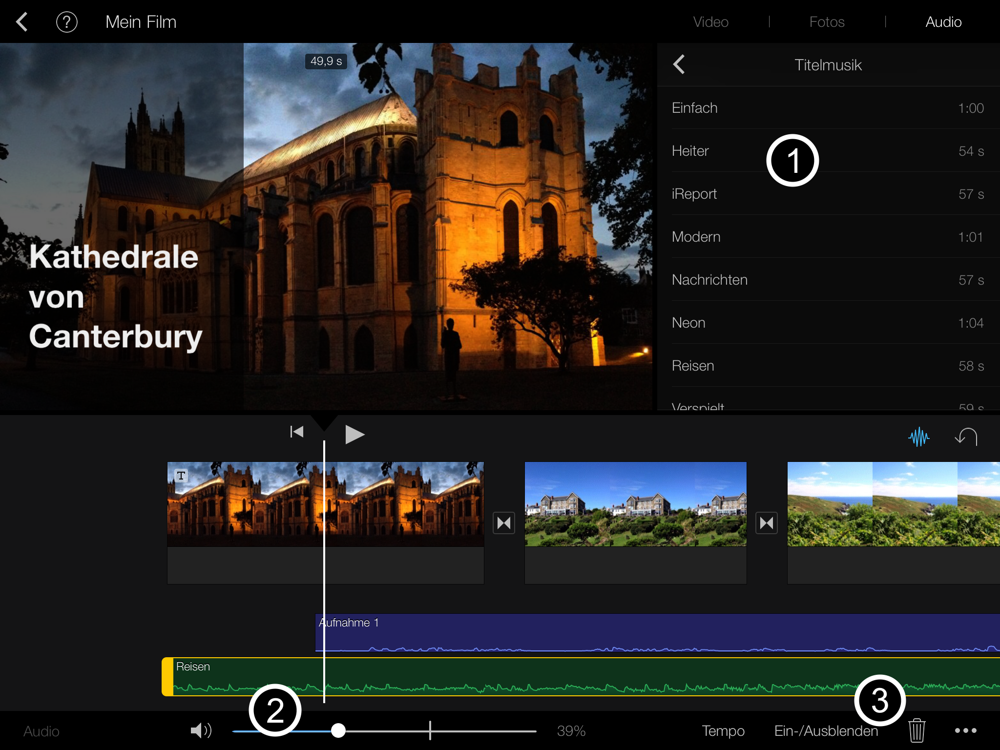 Mein Film
Video | Fotos | Audio
49,9 s
Titelmusik
Einfach 1:00
Heiter 54 s
1
iReport 57 s
Modern 1:01
Nachrichten 57 s
Neon 1:04
Reisen 58 s
Verspielt 59 s
Kathedrale
von
Canterbury
T
Aufnahme 1
Reisen
2
3
Audio 39% Tempo Ein-/Ausblenden